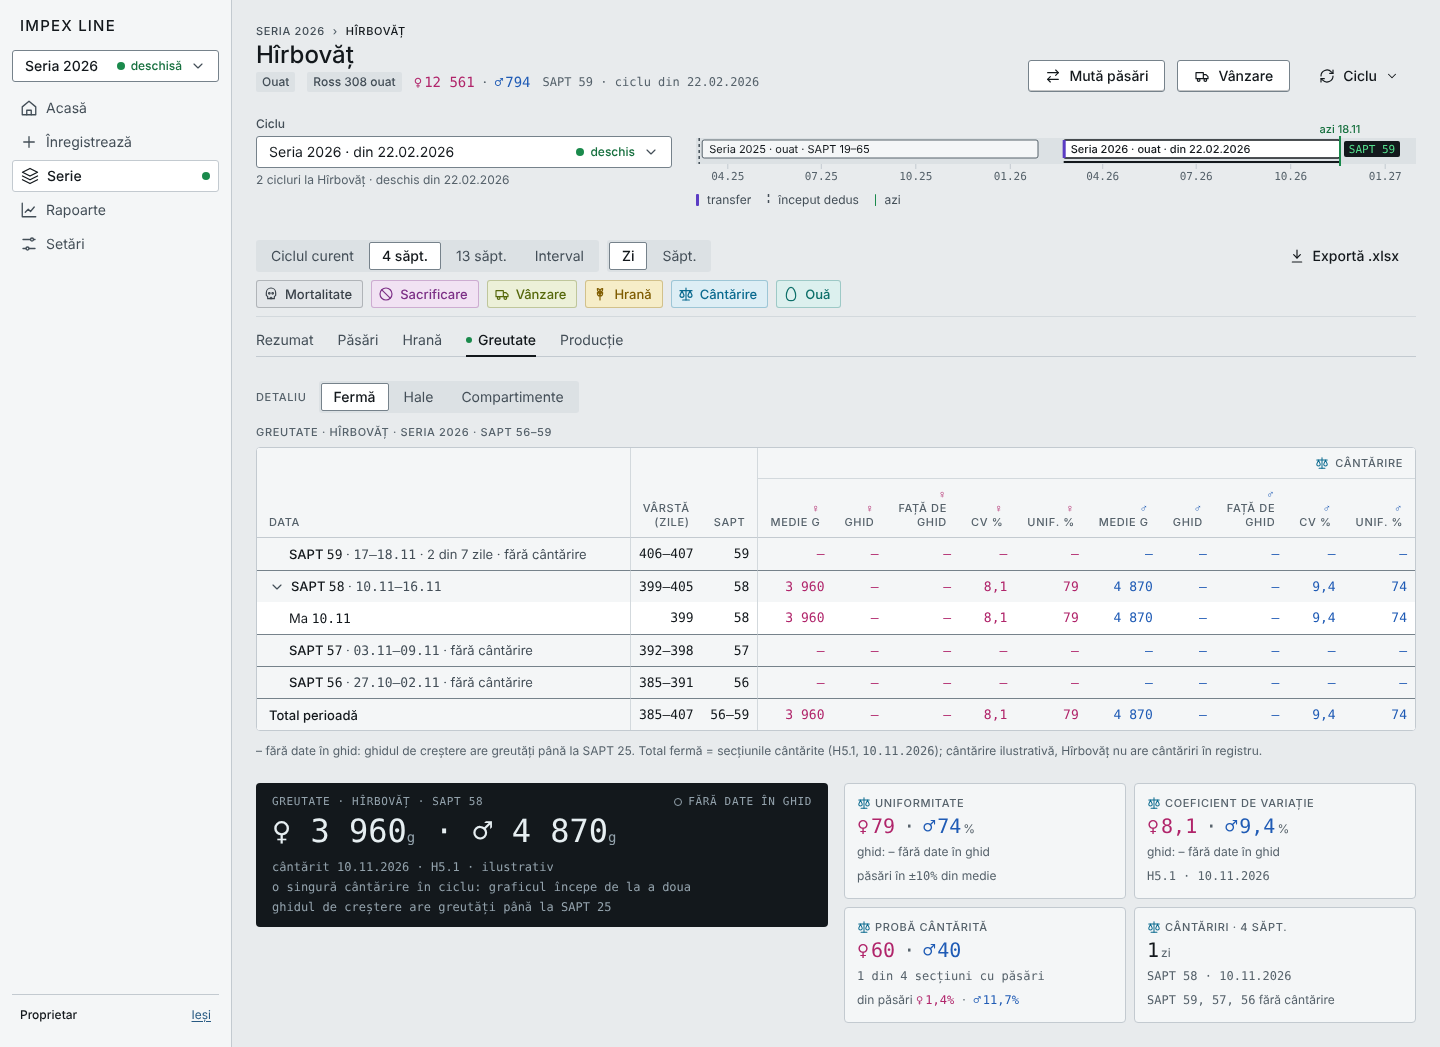 IMPEX LINE
Seria 2026 deschisă
Acasă
Înregistrează
Serie
Rapoarte
Setări
Proprietar Ieși
SERIA 2026 › HÎRBOVĂȚ
Hîrbovăț
Ouat Ross 308 ouat ♀12 561 · ♂794 SAPT 59 · ciclu din 22.02.2026
Mută păsări Vânzare Ciclu
Ciclu
Seria 2026 · din 22.02.2026 deschis
2 cicluri la Hîrbovăț · deschis din 22.02.2026
azi 18.11
Seria 2025 · ouat · SAPT 19–65 Seria 2026 · ouat · din 22.02.2026 SAPT 59
04.25 07.25 10.25 01.26 04.26 07.26 10.26 01.27
transfer început dedus azi
Ciclul curent 4 săpt. 13 săpt. Interval Zi Săpt. Exportă .xlsx
Mortalitate Sacrificare Vânzare Hrană Cântărire Ouă
Rezumat Păsări Hrană Greutate Producție
DETALIU Fermă Hale Compartimente
GREUTATE · HÎRBOVĂȚ · SERIA 2026 · SAPT 56–59
CÂNTĂRIRE
DATA VÂRSTĂ (ZILE) SAPT ♀ MEDIE G ♀ GHID ♀ FAȚĂ DE GHID ♀ CV % ♀ UNIF. % ♂ MEDIE G ♂ GHID ♂ FAȚĂ DE GHID ♂ CV % ♂ UNIF. %
SAPT 59 · 17–18.11 · 2 din 7 zile · fără cântărire 406–407 59 – – – – – – – – – –
SAPT 58 · 10.11–16.11 399–405 58 3 960 – – 8,1 79 4 870 – – 9,4 74
Ma 10.11 399 58 3 960 – – 8,1 79 4 870 – – 9,4 74
SAPT 57 · 03.11–09.11 · fără cântărire 392–398 57 – – – – – – – – – –
SAPT 56 · 27.10–02.11 · fără cântărire 385–391 56 – – – – – – – – – –
Total perioadă 385–407 56–59 3 960 – – 8,1 79 4 870 – – 9,4 74
– fără date în ghid: ghidul de creștere are greutăți până la SAPT 25. Total fermă = secțiunile cântărite (H5.1, 10.11.2026); cântărire ilustrativă, Hîrbovăț nu are cântăriri în registru.
GREUTATE · HÎRBOVĂȚ · SAPT 58 FĂRĂ DATE ÎN GHID
♀ 3 960g · ♂ 4 870g
cântărit 10.11.2026 · H5.1 · ilustrativ
o singură cântărire în ciclu: graficul începe de la a doua
ghidul de creștere are greutăți până la SAPT 25
UNIFORMITATE
♀79 · ♂74%
ghid: – fără date în ghid
păsări în ±10% din medie
COEFICIENT DE VARIAȚIE
♀8,1 · ♂9,4%
ghid: – fără date în ghid
H5.1 · 10.11.2026
PROBĂ CÂNTĂRITĂ
♀60 · ♂40
1 din 4 secțiuni cu păsări
din păsări ♀1,4% · ♂11,7%
CÂNTĂRIRI · 4 SĂPT.
1 zi
SAPT 58 · 10.11.2026
SAPT 59, 57, 56 fără cântărire